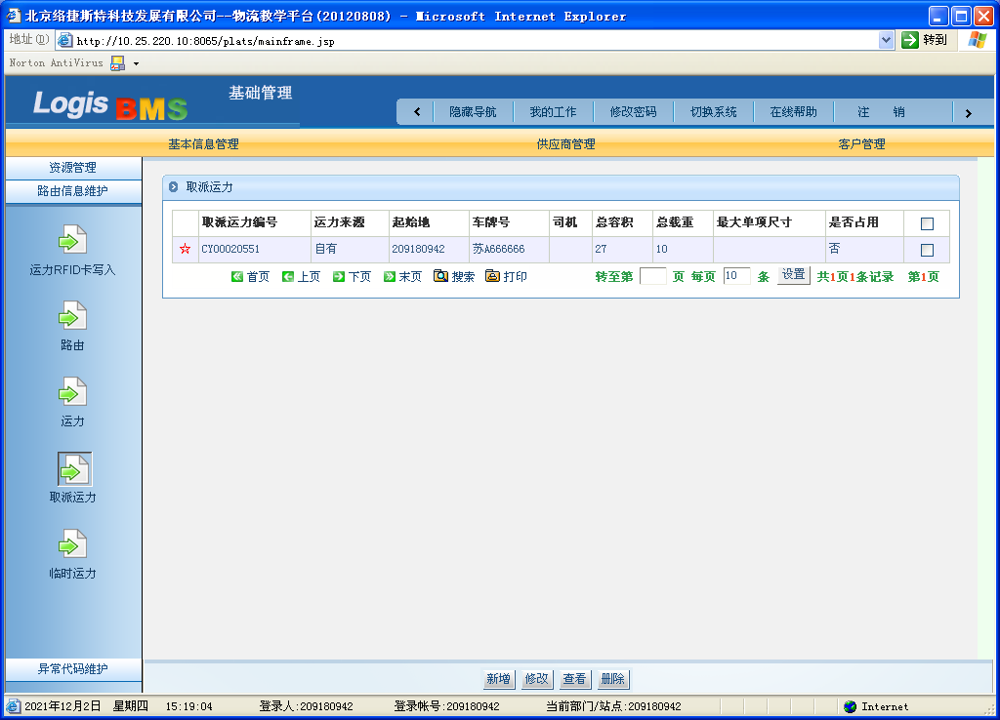 北京络捷斯特科技发展有限公司--物流教学平台(20120808) - Microsoft Internet Explorer
地址(D) http://10.25.220.10:8065/plats/mainframe.jsp 转到
Norton AntiVirus
Logis BMS 基础管理
隐藏导航 我的工作 修改密码 切换系统 在线帮助 注 销
基本信息管理 供应商管理 客户管理
资源管理
路由信息维护
运力RFID卡写入
路由
运力
取派运力
临时运力
异常代码维护
取派运力
取派运力编号 运力来源 起始地 车牌号 司机 总容积 总载重 最大单项尺寸 是否占用
☆ CY00020551 自有 209180942 苏A666666 27 10 否
首页 上页 下页 末页 搜索 打印 转至第 页 每页 10 条 设置 共1页1条记录 第1页
新增 修改 查看 删除
2021年12月2日 星期四 15:19:04 登录人:209180942 登录帐号:209180942 当前部门/站点:209180942 Internet